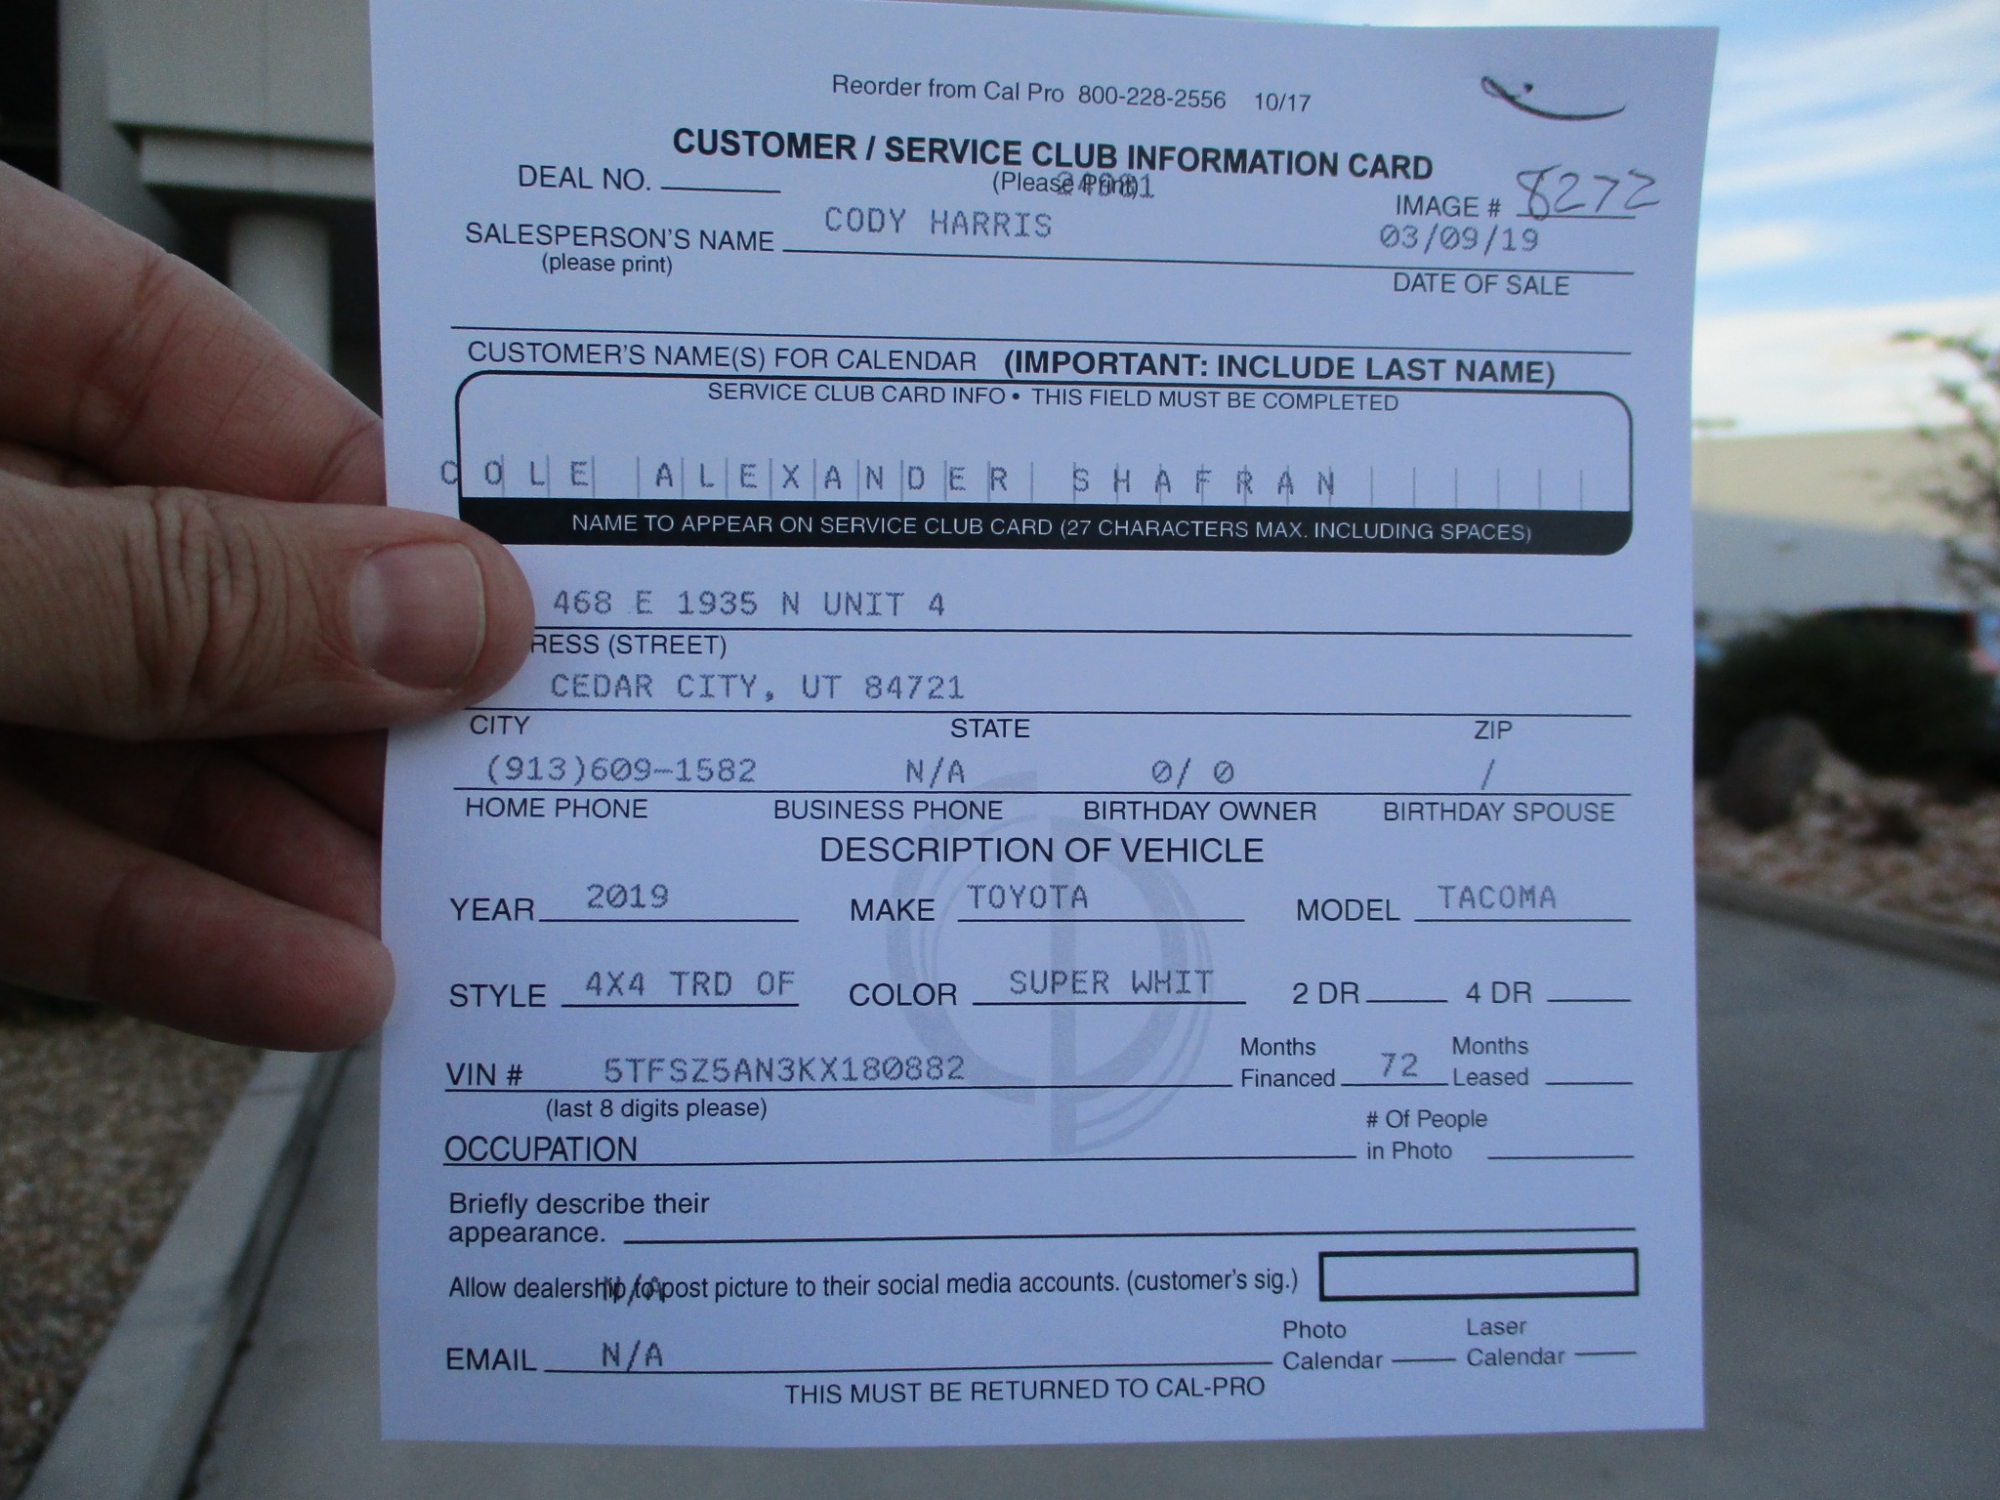 Reorder from Cal Pro 800-228-2556 10/17
CUSTOMER / SERVICE CLUB INFORMATION CARD
DEAL NO. (Please Print)
IMAGE # 8272
SALESPERSON'S NAME CODY HARRIS 03/09/19
(please print) DATE OF SALE
CUSTOMER'S NAME(S) FOR CALENDAR (IMPORTANT: INCLUDE LAST NAME)
SERVICE CLUB CARD INFO • THIS FIELD MUST BE COMPLETED
COLE ALEXANDER SHAFRAN
NAME TO APPEAR ON SERVICE CLUB CARD (27 CHARACTERS MAX. INCLUDING SPACES)
468 E 1935 N UNIT 4
RESS (STREET)
CEDAR CITY, UT 84721
CITY STATE ZIP
(913)609-1582 N/A 0/ 0 /
HOME PHONE BUSINESS PHONE BIRTHDAY OWNER BIRTHDAY SPOUSE
DESCRIPTION OF VEHICLE
YEAR 2019 MAKE TOYOTA MODEL TACOMA
STYLE 4X4 TRD OF COLOR SUPER WHIT 2 DR 4 DR
VIN # 5TFSZ5AN3KX180882 Months Financed 72 Months Leased
(last 8 digits please)
OCCUPATION # Of People in Photo
Briefly describe their
appearance.
Allow dealership to post picture to their social media accounts. (customer's sig.)
N/A
EMAIL N/A Photo Calendar Laser Calendar
THIS MUST BE RETURNED TO CAL-PRO